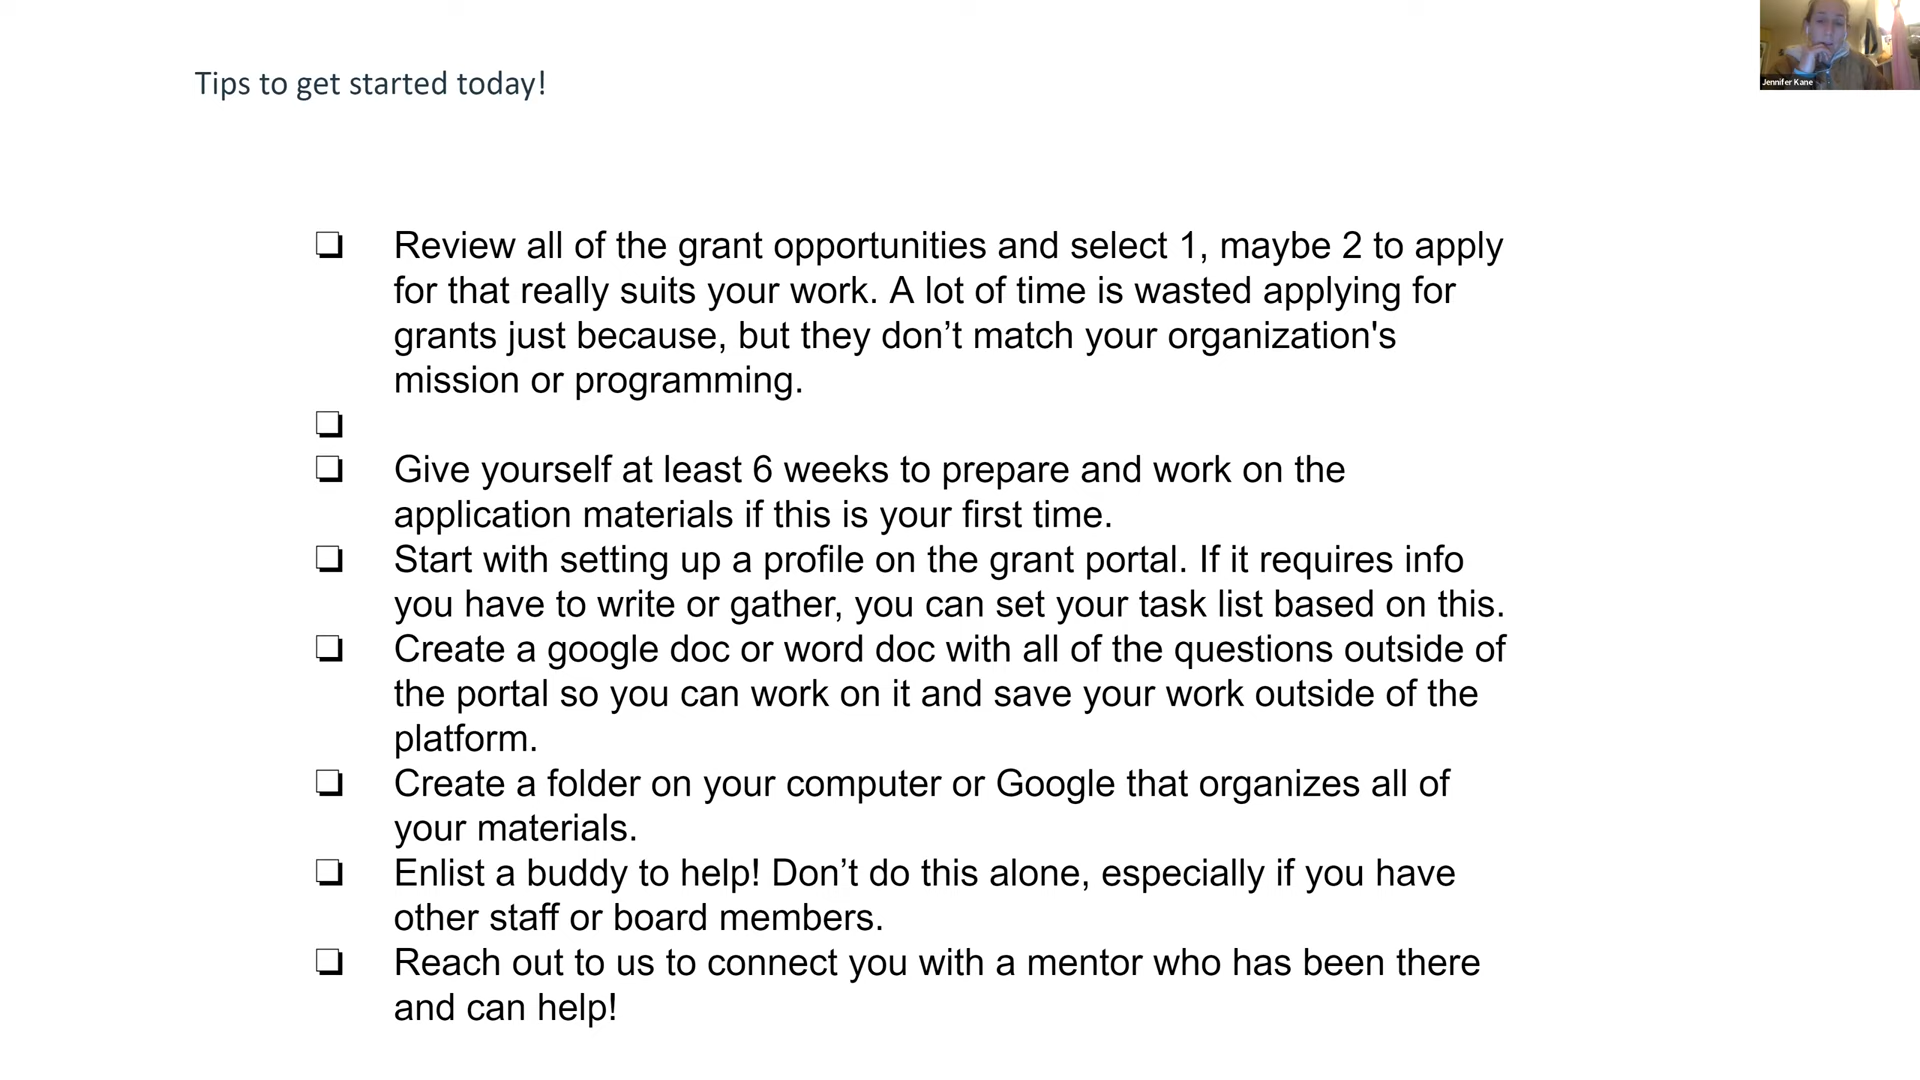 Tips to get started today!
Jennifer Kane
❏ Review all of the grant opportunities and select 1, maybe 2 to apply
for that really suits your work. A lot of time is wasted applying for
grants just because, but they don’t match your organization's
mission or programming.
❏
❏ Give yourself at least 6 weeks to prepare and work on the
application materials if this is your first time.
❏ Start with setting up a profile on the grant portal. If it requires info
you have to write or gather, you can set your task list based on this.
❏ Create a google doc or word doc with all of the questions outside of
the portal so you can work on it and save your work outside of the
platform.
❏ Create a folder on your computer or Google that organizes all of
your materials.
❏ Enlist a buddy to help! Don’t do this alone, especially if you have
other staff or board members.
❏ Reach out to us to connect you with a mentor who has been there
and can help!